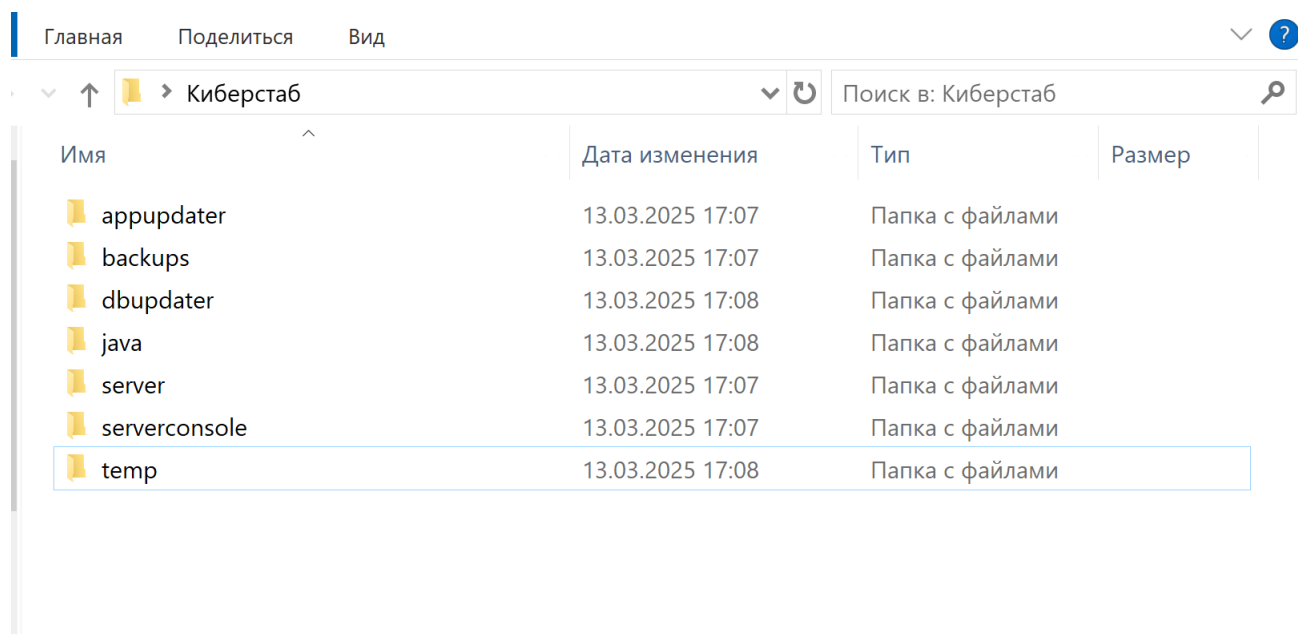 Главная Поделиться Вид ?
Киберстаб Поиск в: Киберстаб
Имя Дата изменения Тип Размер
appupdater 13.03.2025 17:07 Папка с файлами
backups 13.03.2025 17:07 Папка с файлами
dbupdater 13.03.2025 17:08 Папка с файлами
java 13.03.2025 17:08 Папка с файлами
server 13.03.2025 17:07 Папка с файлами
serverconsole 13.03.2025 17:07 Папка с файлами
temp 13.03.2025 17:08 Папка с файлами